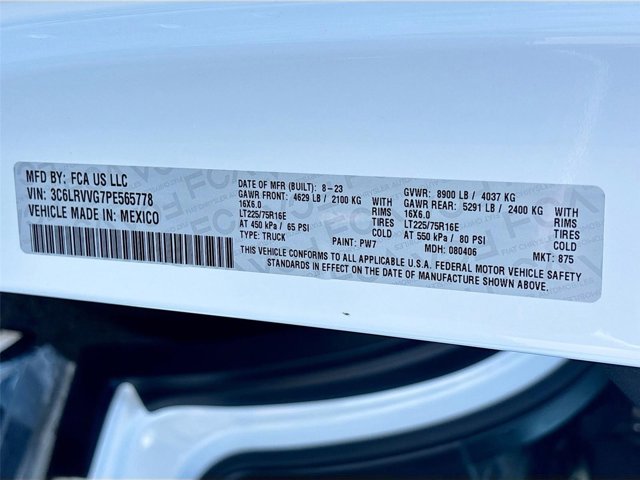 MFD BY: FCA US LLC
VIN: 3C6LRVVG7PE565778
VEHICLE MADE IN: MEXICO
DATE OF MFR (BUILT): 8-23
GAWR FRONT: 4629 LB / 2100 KG
16X6.0 WITH RIMS
LT225/75R16E TIRES
AT 450 kPa / 65 PSI COLD
TYPE: TRUCK PAINT: PW7
GVWR: 8900 LB / 4037 KG
GAWR REAR: 5291 LB / 2400 KG
16X6.0 WITH RIMS
LT225/75R16E TIRES
AT 550 kPa / 80 PSI COLD
MDH: 080406 MKT: 875
THIS VEHICLE CONFORMS TO ALL APPLICABLE U.S.A. FEDERAL MOTOR VEHICLE SAFETY
STANDARDS IN EFFECT ON THE DATE OF MANUFACTURE SHOWN ABOVE.